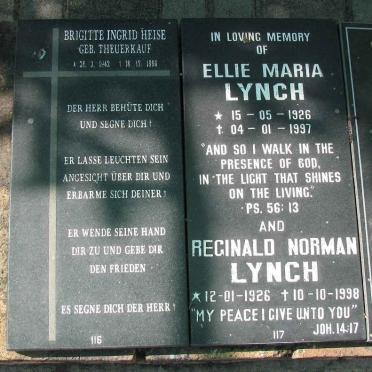 BRIGITTE INGRID HEISE
GEB. THEUERKAUF
DER HERR BEHÜTE DICH
UND SEGNE DICH!
ER LASSE LEUCHTEN SEIN
ANGESICHT ÜBER DIR UND
ERBARME SICH DEINER!
ER WENDE SEINE HAND
DIR ZU UND GEBE DIR
DEN FRIEDEN
ES SEGNE DICH DER HERR!
116
IN LOVING MEMORY
OF
ELLIE MARIA
LYNCH
★ 15 - 05 - 1926
✝ 04 - 01 - 1997
"AND SO I WALK IN THE
PRESENCE OF GOD,
IN THE LIGHT THAT SHINES
ON THE LIVING."
PS. 56: 13
AND
REGINALD NORMAN
LYNCH
★12-01-1926 ✝ 10-10-1998
"MY PEACE I GIVE UNTO YOU"
117 JOH.14:17